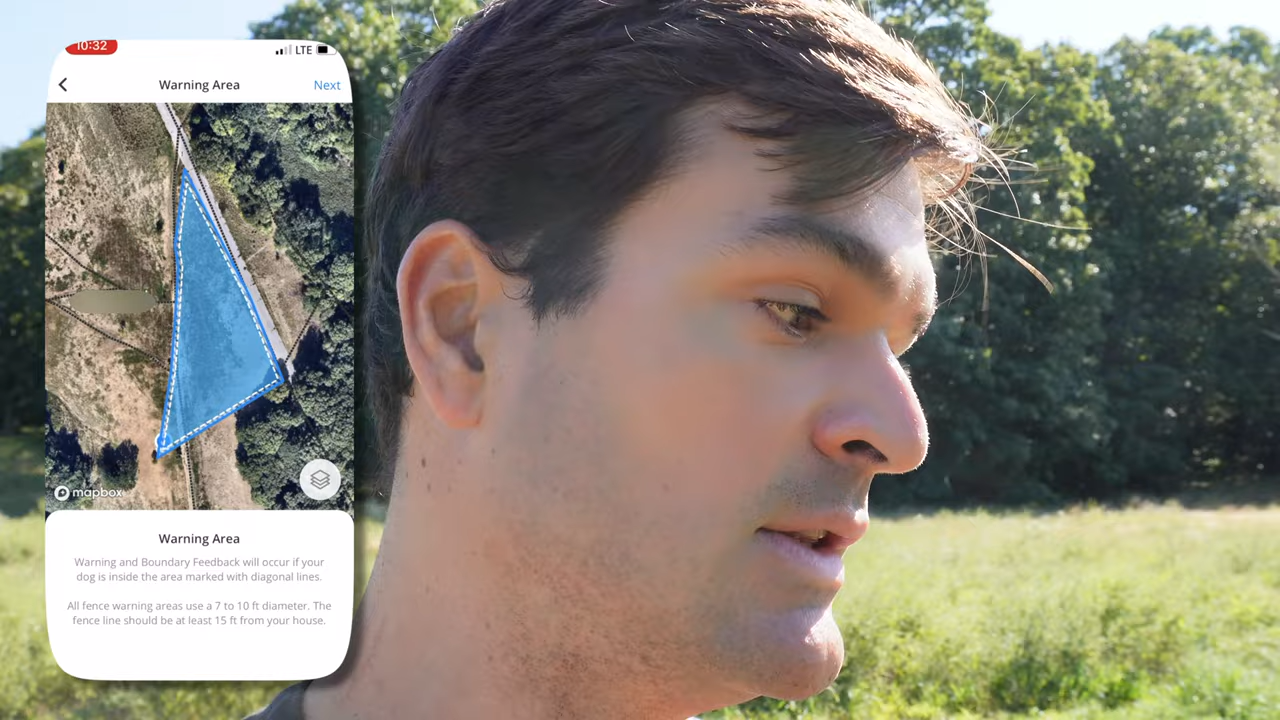 10:32
LTE
Warning Area
Next
mapbox
Warning Area
Warning and Boundary Feedback will occur if your
dog is inside the area marked with diagonal lines.
All fence warning areas use a 7 to 10 ft diameter. The
fence line should be at least 15 ft from your house.